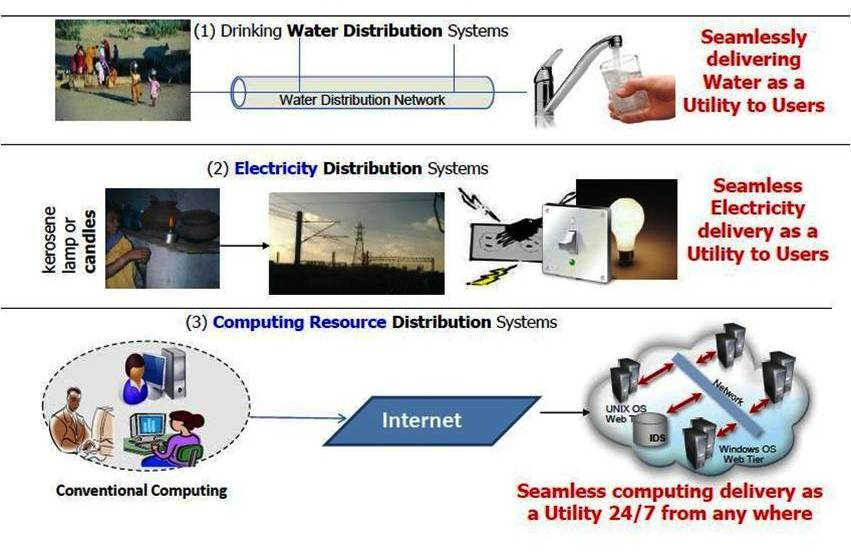 (1) Drinking Water Distribution Systems
Water Distribution Network
Seamlessly
delivering
Water as a
Utility to Users
(2) Electricity Distribution Systems
kerosene
lamp or
candles
Seamless
Electricity
delivery as a
Utility to Users
(3) Computing Resource Distribution Systems
Conventional Computing
Internet
Network
UNIX OS
Web T
IDS
Windows OS
Web Tier
Seamless computing delivery as
a Utility 24/7 from any where